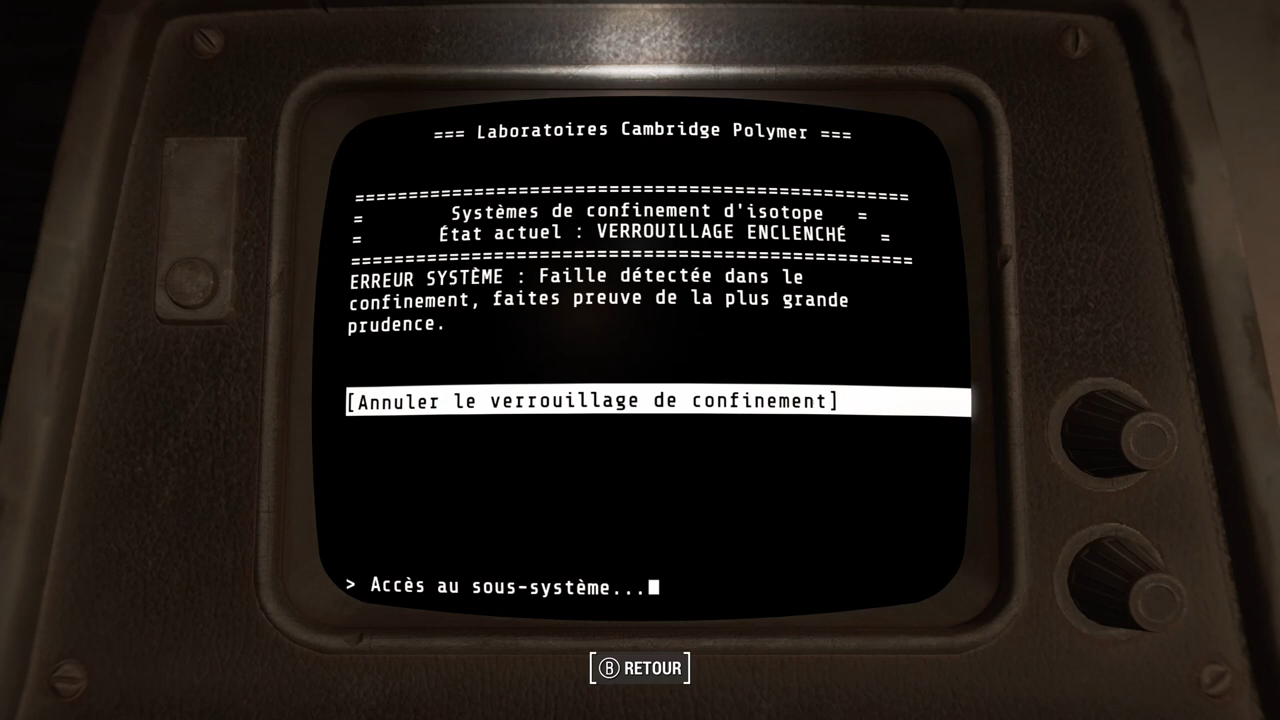 === Laboratoires Cambridge Polymer ===
=================================================
= Systèmes de confinement d'isotope =
= État actuel : VERROUILLAGE ENCLENCHÉ =
=================================================
ERREUR SYSTÈME : Faille détectée dans le
confinement, faites preuve de la plus grande
prudence.
[Annuler le verrouillage de confinement]
> Accès au sous-système...
[Ⓑ RETOUR]